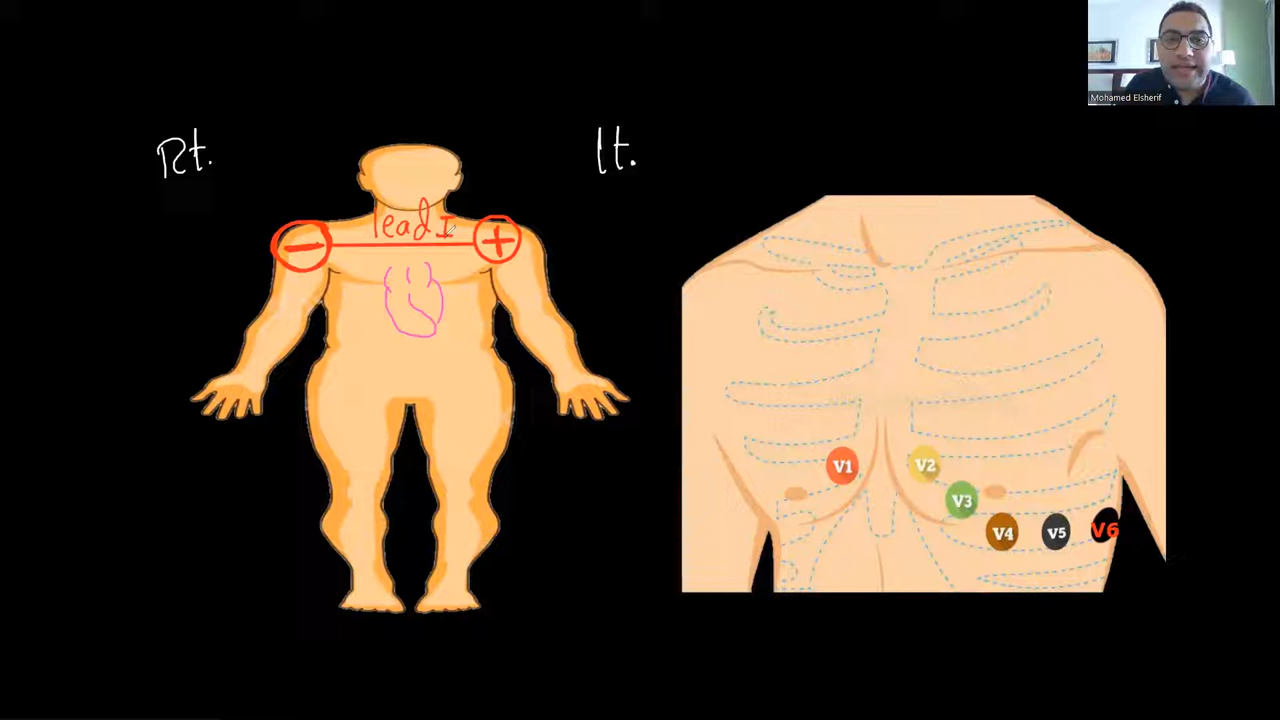 Mohamed Elsherif
Rt.
lt.
lead I
−
+
V1
V2
V3
V4
V5
V6